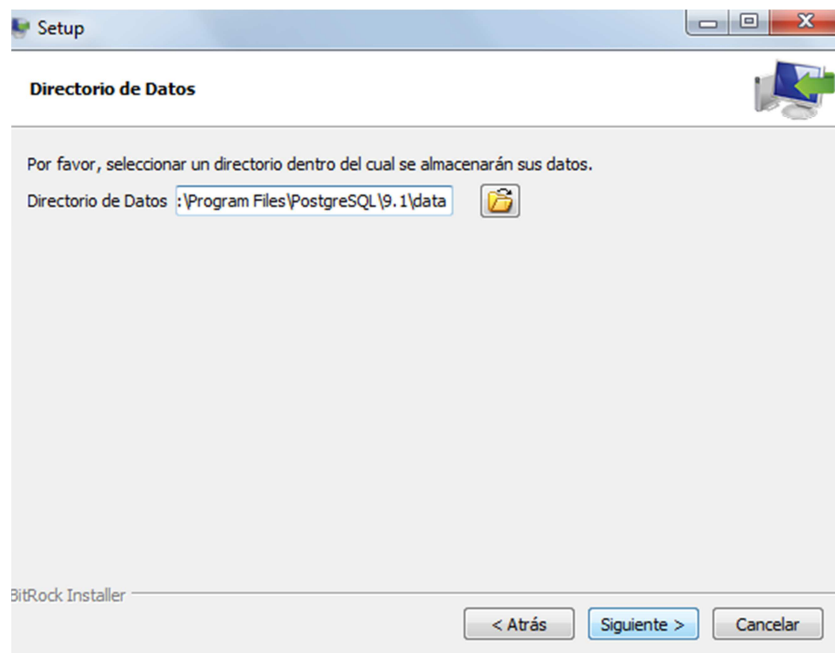 Setup
Directorio de Datos
Por favor, seleccionar un directorio dentro del cual se almacenarán sus datos.
Directorio de Datos :\Program Files\PostgreSQL\9.1\data
BitRock Installer
< Atrás Siguiente > Cancelar